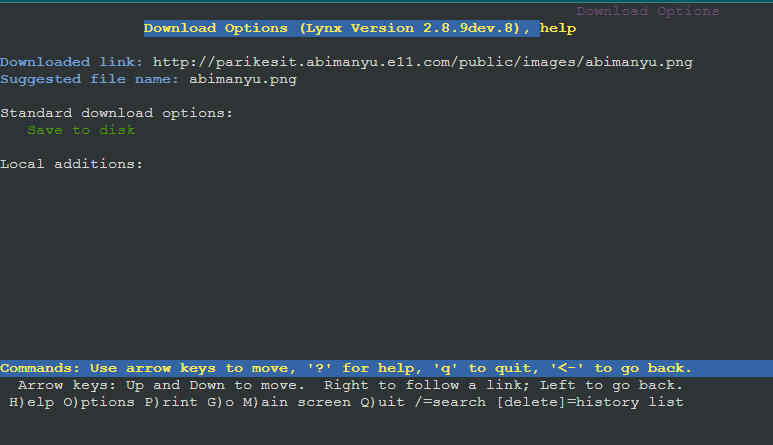 Download Options
Download Options (Lynx Version 2.8.9dev.8), help
Downloaded link: http://parikesit.abimanyu.e11.com/public/images/abimanyu.png
Suggested file name: abimanyu.png
Standard download options:
Save to disk
Local additions:
Commands: Use arrow keys to move, '?' for help, 'q' to quit, '<-' to go back.
Arrow keys: Up and Down to move.  Right to follow a link; Left to go back.
H)elp O)ptions P)rint G)o M)ain screen Q)uit /=search [delete]=history list